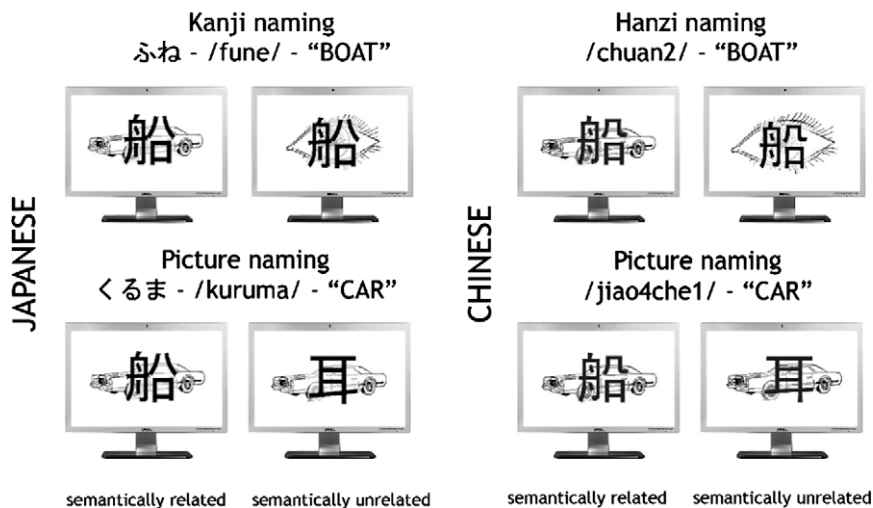 Kanji naming
ふね - /fune/ - “BOAT”
船
船
JAPANESE
Picture naming
くるま - /kuruma/ - “CAR”
船
耳
semantically related
semantically unrelated
Hanzi naming
/chuan2/ - “BOAT”
船
船
CHINESE
Picture naming
/jiao4che1/ - “CAR”
船
耳
semantically related
semantically unrelated